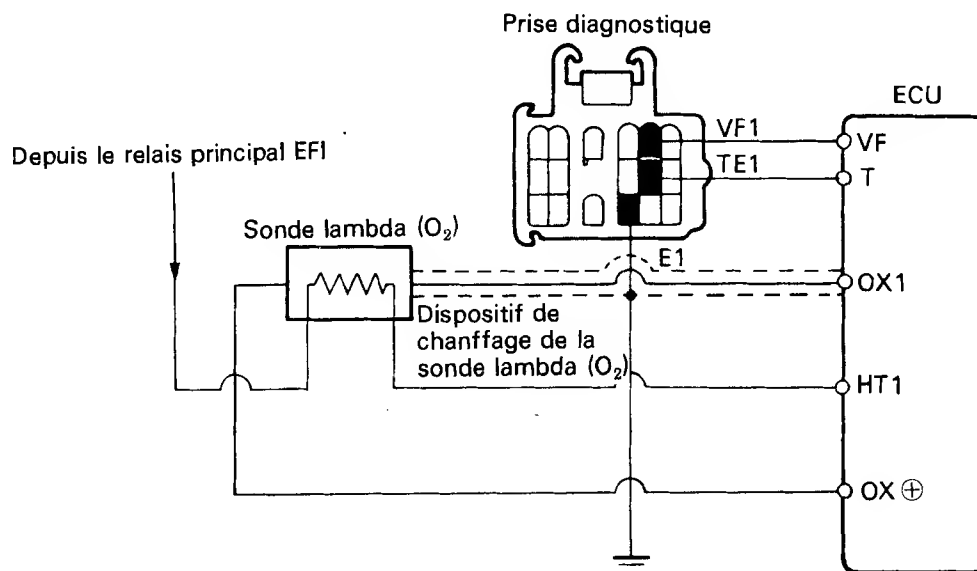 Prise diagnostique
ECU
VF1
VF
Depuis le relais principal EFI
TE1
T
Sonde lambda (O₂)
E1
OX1
Dispositif de
chanffage de la
sonde lambda (O₂)
HT1
OX ⊕